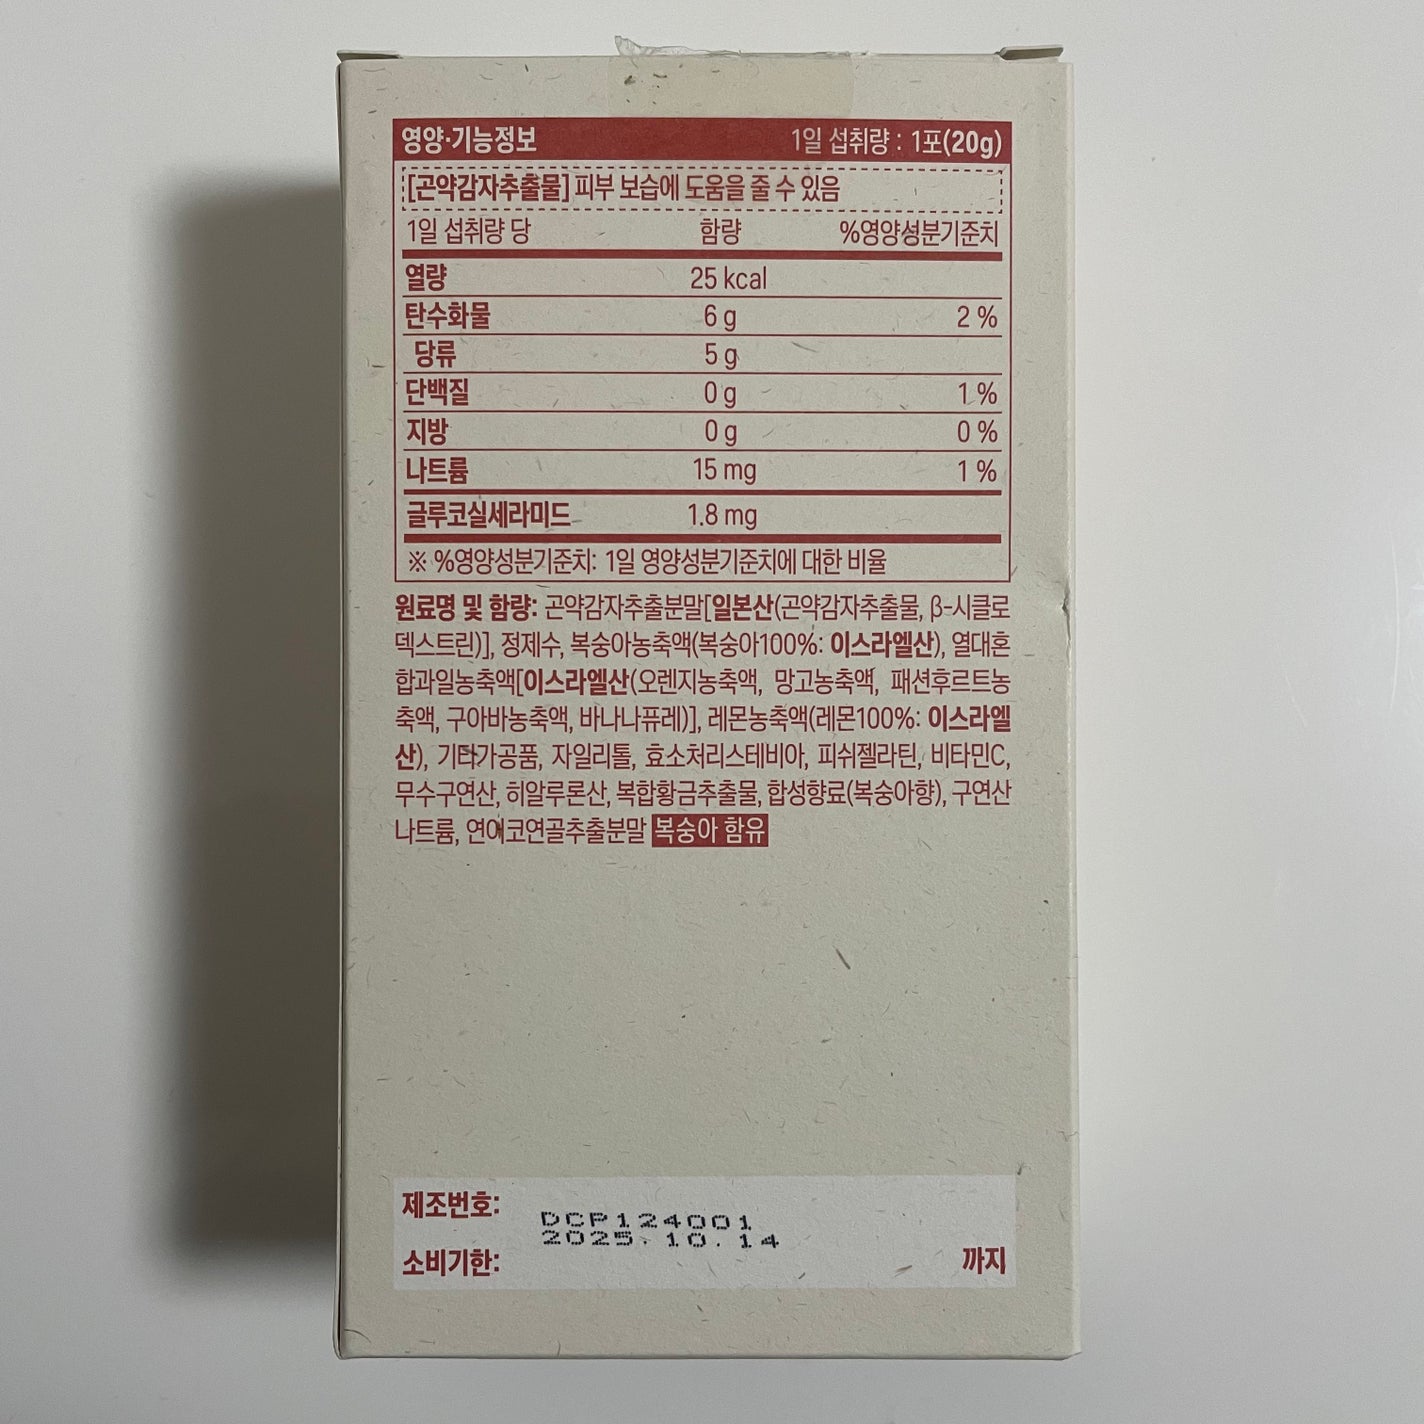 영양·기능정보 1일 섭취량 : 1포(20g)
[곤약감자추출물] 피부 보습에 도움을 줄 수 있음
1일 섭취량 당 함량 %영양성분기준치
열량 25 kcal
탄수화물 6 g 2 %
당류 5 g
단백질 0 g 1 %
지방 0 g 0 %
나트륨 15 mg 1 %
글루코실세라미드 1.8 mg
※ %영양성분기준치: 1일 영양성분기준치에 대한 비율
원료명 및 함량: 곤약감자추출분말[일본산(곤약감자추출물, β-시클로
덱스트린)], 정제수, 복숭아농축액(복숭아100%: 이스라엘산), 열대혼
합과일농축액[이스라엘산(오렌지농축액, 망고농축액, 패션후르트농
축액, 구아바농축액, 바나나퓨레)], 레몬농축액(레몬100%: 이스라엘
산), 기타가공품, 자일리톨, 효소처리스테비아, 피쉬젤라틴, 비타민C,
무수구연산, 히알루론산, 복합황금추출물, 합성향료(복숭아향), 구연산
나트륨, 연어코연골추출분말 복숭아 함유
제조번호: DCP124001
소비기한: 2025.10.14 까지